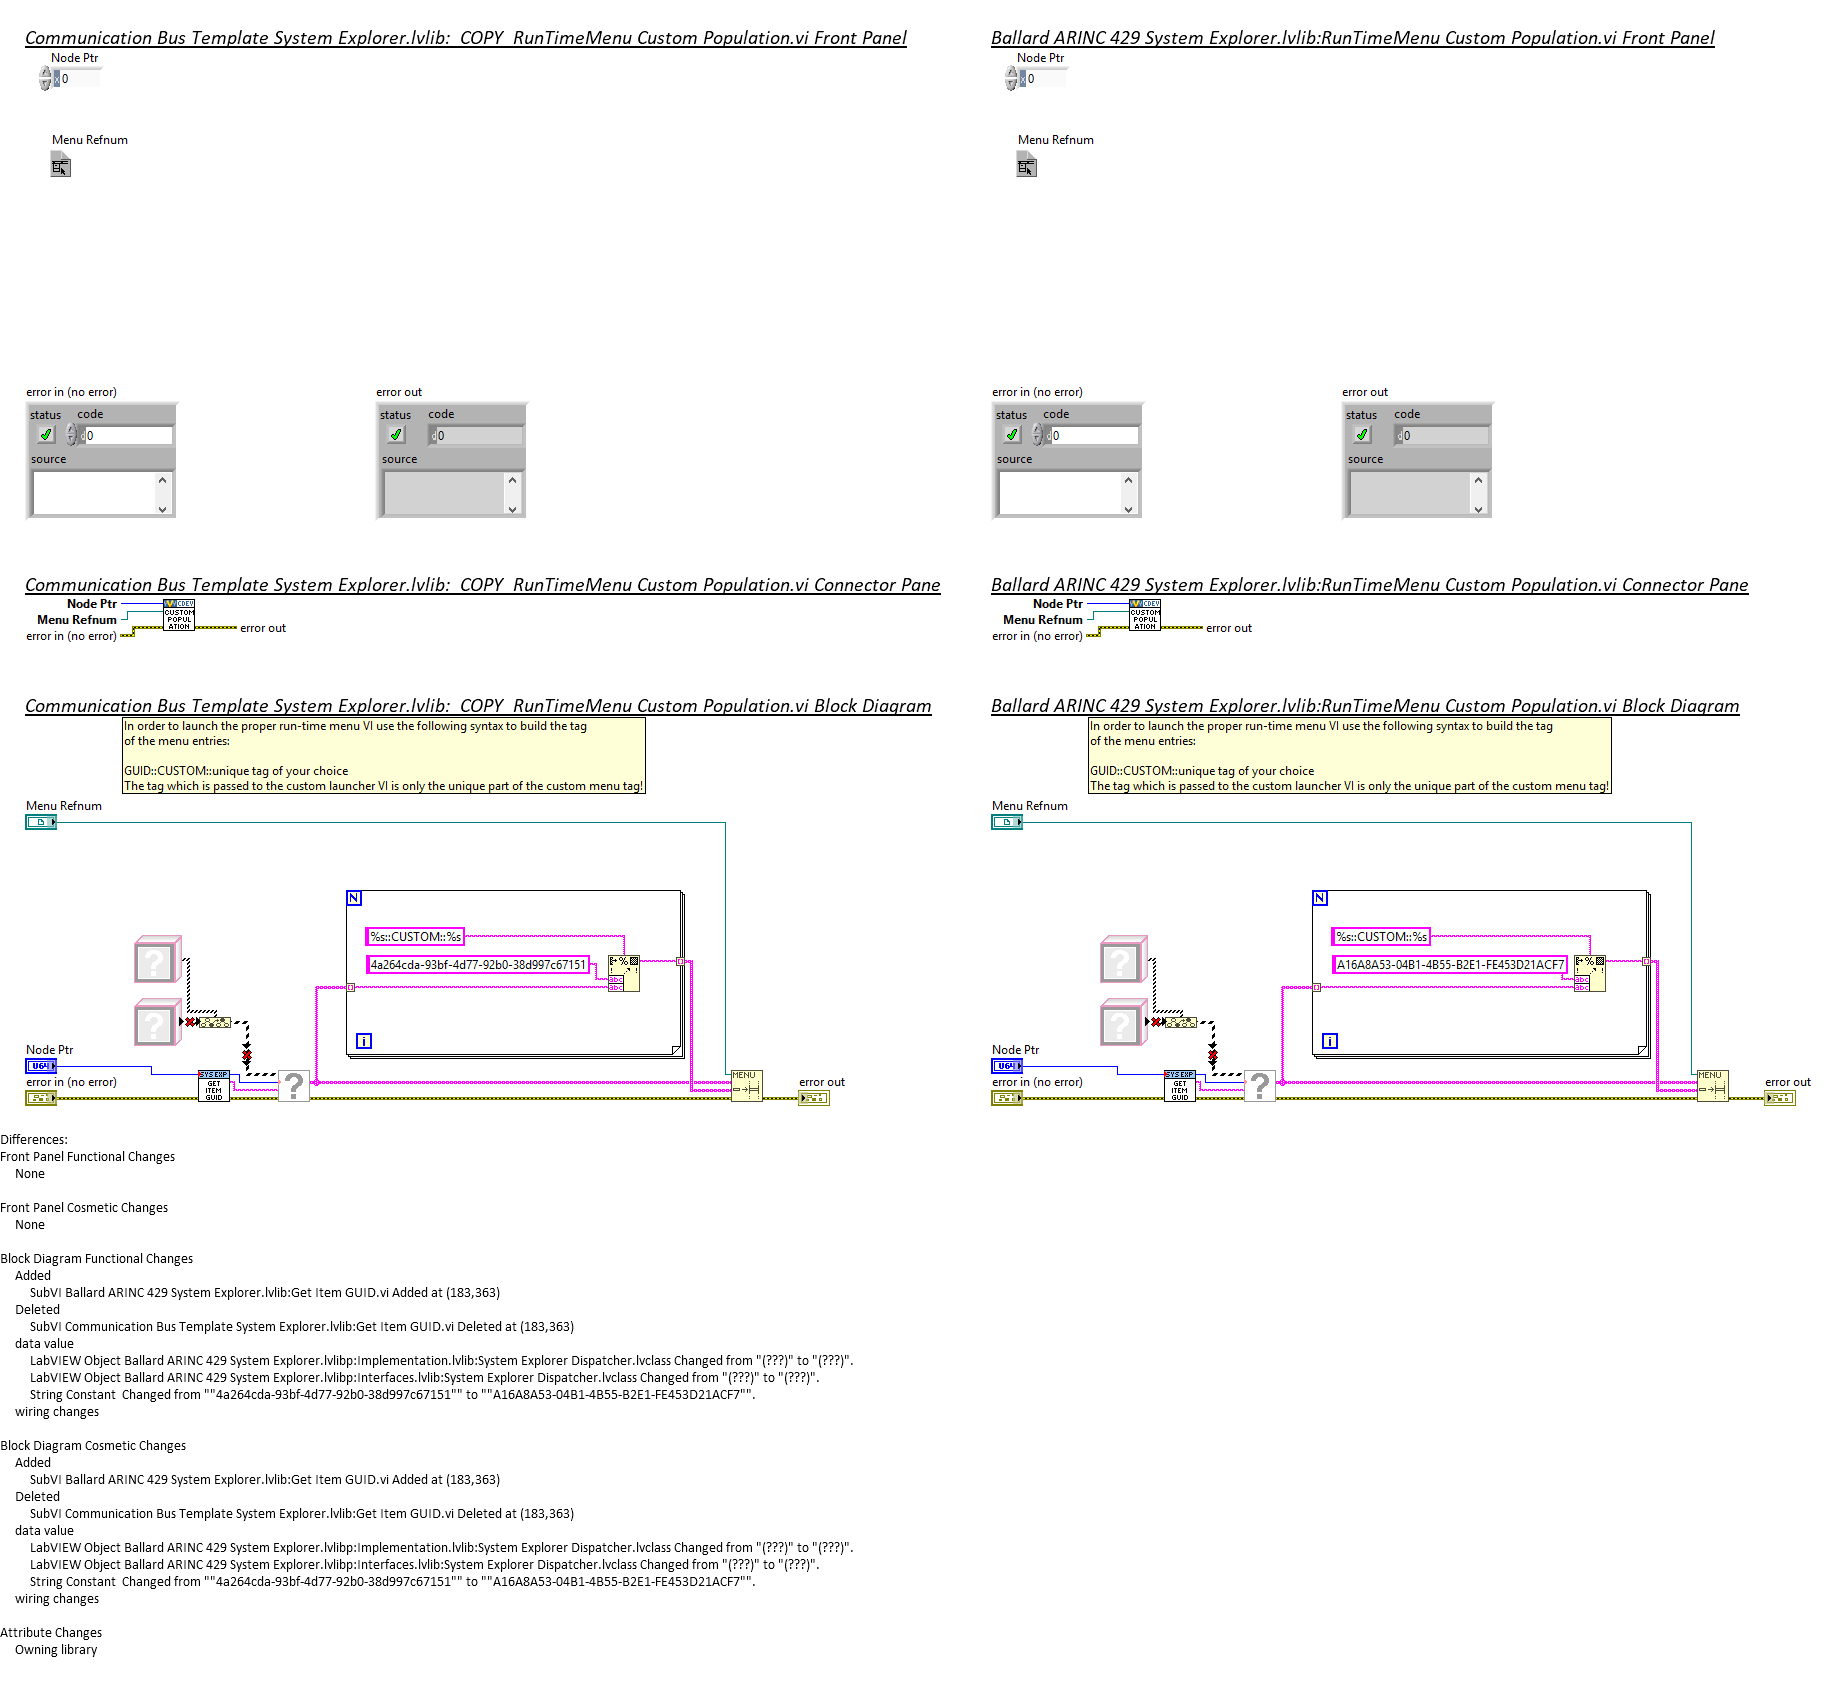 Communication Bus Template System Explorer.lvlib:  COPY  RunTimeMenu Custom Population.vi Front Panel
Node Ptr
x 0
Menu Refnum
error in (no error)
status code
d 0
source
error out
status code
d 0
source
Communication Bus Template System Explorer.lvlib:  COPY  RunTimeMenu Custom Population.vi Connector Pane
CDEV
Node Ptr
CUSTOM
Menu Refnum
POPUL
ATION
error in (no error)
error out
Communication Bus Template System Explorer.lvlib:  COPY  RunTimeMenu Custom Population.vi Block Diagram
In order to launch the proper run-time menu VI use the following syntax to build the tag
of the menu entries:
GUID::CUSTOM::unique tag of your choice
The tag which is passed to the custom launcher VI is only the unique part of the custom menu tag!
Menu Refnum
N
%s::CUSTOM::%s
4a264cda-93bf-4d77-92b0-38d997c67151
abc
abc
i
?
?
Node Ptr
U64
error in (no error)
SYS EXP
GET
ITEM
GUID
?
MENU
error out
Ballard ARINC 429 System Explorer.lvlib:RunTimeMenu Custom Population.vi Front Panel
Node Ptr
x 0
Menu Refnum
error in (no error)
status code
d 0
source
error out
status code
d 0
source
Ballard ARINC 429 System Explorer.lvlib:RunTimeMenu Custom Population.vi Connector Pane
CDEV
Node Ptr
CUSTOM
Menu Refnum
POPUL
ATION
error in (no error)
error out
Ballard ARINC 429 System Explorer.lvlib:RunTimeMenu Custom Population.vi Block Diagram
In order to launch the proper run-time menu VI use the following syntax to build the tag
of the menu entries:
GUID::CUSTOM::unique tag of your choice
The tag which is passed to the custom launcher VI is only the unique part of the custom menu tag!
Menu Refnum
N
%s::CUSTOM::%s
A16A8A53-04B1-4B55-B2E1-FE453D21ACF7
abc
abc
i
?
?
Node Ptr
U64
error in (no error)
SYS EXP
GET
ITEM
GUID
?
MENU
error out
Differences:
Front Panel Functional Changes
None
Front Panel Cosmetic Changes
None
Block Diagram Functional Changes
Added
SubVI Ballard ARINC 429 System Explorer.lvlib:Get Item GUID.vi Added at (183,363)
Deleted
SubVI Communication Bus Template System Explorer.lvlib:Get Item GUID.vi Deleted at (183,363)
data value
LabVIEW Object Ballard ARINC 429 System Explorer.lvlibp:Implementation.lvlib:System Explorer Dispatcher.lvclass Changed from "(???)" to "(???)".
LabVIEW Object Ballard ARINC 429 System Explorer.lvlibp:Interfaces.lvlib:System Explorer Dispatcher.lvclass Changed from "(???)" to "(???)".
String Constant  Changed from ""4a264cda-93bf-4d77-92b0-38d997c67151"" to ""A16A8A53-04B1-4B55-B2E1-FE453D21ACF7"".
wiring changes
Block Diagram Cosmetic Changes
Added
SubVI Ballard ARINC 429 System Explorer.lvlib:Get Item GUID.vi Added at (183,363)
Deleted
SubVI Communication Bus Template System Explorer.lvlib:Get Item GUID.vi Deleted at (183,363)
data value
LabVIEW Object Ballard ARINC 429 System Explorer.lvlibp:Implementation.lvlib:System Explorer Dispatcher.lvclass Changed from "(???)" to "(???)".
LabVIEW Object Ballard ARINC 429 System Explorer.lvlibp:Interfaces.lvlib:System Explorer Dispatcher.lvclass Changed from "(???)" to "(???)".
String Constant  Changed from ""4a264cda-93bf-4d77-92b0-38d997c67151"" to ""A16A8A53-04B1-4B55-B2E1-FE453D21ACF7"".
wiring changes
Attribute Changes
Owning library